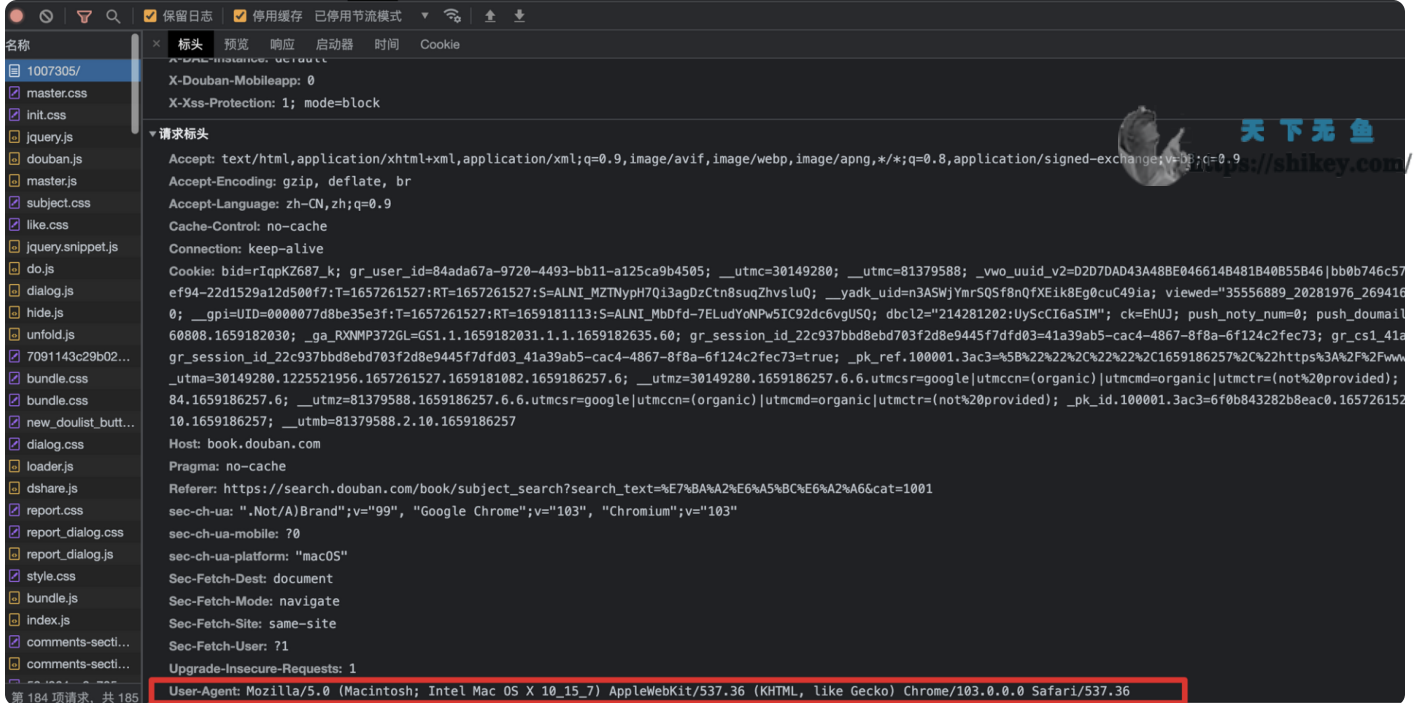 保留日志 停用缓存 已停用节流模式
名称
× 标头 预览 响应 启动器 时间 Cookie
1007305/
master.css
init.css
jquery.js
douban.js
master.js
subject.css
like.css
jquery.snippet.js
do.js
dialog.js
hide.js
unfold.js
7091143c29b02...
bundle.css
bundle.css
new_doulist_butt...
dialog.css
loader.js
dshare.js
report.css
report_dialog.css
report_dialog.js
style.css
bundle.js
index.js
comments-secti...
comments-secti...
第 184 项请求，共 185
X-DAE-Instance: default
X-Douban-Mobileapp: 0
X-Xss-Protection: 1; mode=block
请求标头
Accept: text/html,application/xhtml+xml,application/xml;q=0.9,image/avif,image/webp,image/apng,*/*;q=0.8,application/signed-exchange;v=b3;q=0.9
Accept-Encoding: gzip, deflate, br
Accept-Language: zh-CN,zh;q=0.9
Cache-Control: no-cache
Connection: keep-alive
Cookie: bid=rIqpKZ687_k; gr_user_id=84ada67a-9720-4493-bb11-a125ca9b4505; __utmc=30149280; __utmc=81379588; _vwo_uuid_v2=D2D7DAD43A48BE046614B481B40B55B46|bb0b746c57
ef94-22d1529a12d500f7:T=1657261527:RT=1657261527:S=ALNI_MZTNypH7Qi3agDzCtn8suqZhvsluQ; __yadk_uid=n3ASWjYmrSQSf8nQfXEik8Eg0cuC49ia; viewed="35556889_20281976_269416
0; __gpi=UID=0000077d8be35e3f:T=1657261527:RT=1659181113:S=ALNI_MbDfd-7ELudYoNPw5IC92dc6vgUSQ; dbcl2="214281202:UyScCI6aSIM"; ck=EhUJ; push_noty_num=0; push_doumail
60808.1659182030; _ga_RXNMP372GL=GS1.1.1659182031.1.1.1659182635.60; gr_session_id_22c937bbd8ebd703f2d8e9445f7dfd03=41a39ab5-cac4-4867-8f8a-6f124c2fec73; gr_cs1_41a
gr_session_id_22c937bbd8ebd703f2d8e9445f7dfd03_41a39ab5-cac4-4867-8f8a-6f124c2fec73=true; _pk_ref.100001.3ac3=%5B%22%22%2C%22%22%2C1659186257%2C%22https%3A%2F%2Fwww
_utma=30149280.1225521956.1657261527.1659181082.1659186257.6; __utmz=30149280.1659186257.6.6.utmcsr=google|utmccn=(organic)|utmcmd=organic|utmctr=(not%20provided);
84.1659186257.6; __utmz=81379588.1659186257.6.6.utmcsr=google|utmccn=(organic)|utmcmd=organic|utmctr=(not%20provided); _pk_id.100001.3ac3=6f0b843282b8eac0.165726152
10.1659186257; __utmb=81379588.2.10.1659186257
Host: book.douban.com
Pragma: no-cache
Referer: https://search.douban.com/book/subject_search?search_text=%E7%BA%A2%E6%A5%BC%E6%A2%A6&cat=1001
sec-ch-ua: ".Not/A)Brand";v="99", "Google Chrome";v="103", "Chromium";v="103"
sec-ch-ua-mobile: ?0
sec-ch-ua-platform: "macOS"
Sec-Fetch-Dest: document
Sec-Fetch-Mode: navigate
Sec-Fetch-Site: same-site
Sec-Fetch-User: ?1
Upgrade-Insecure-Requests: 1
User-Agent: Mozilla/5.0 (Macintosh; Intel Mac OS X 10_15_7) AppleWebKit/537.36 (KHTML, like Gecko) Chrome/103.0.0.0 Safari/537.36
天下无鱼
https://shikey.com/